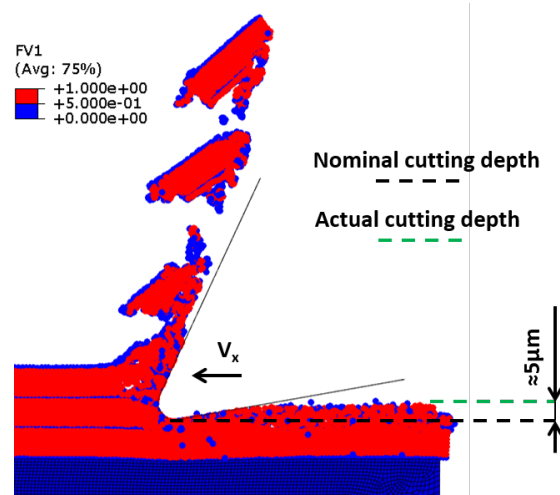 FV1
(Avg: 75%)
+1.000e+00
+5.000e-01
+0.000e+00
Nominal cutting depth
Actual cutting depth
Vx
≈5μm